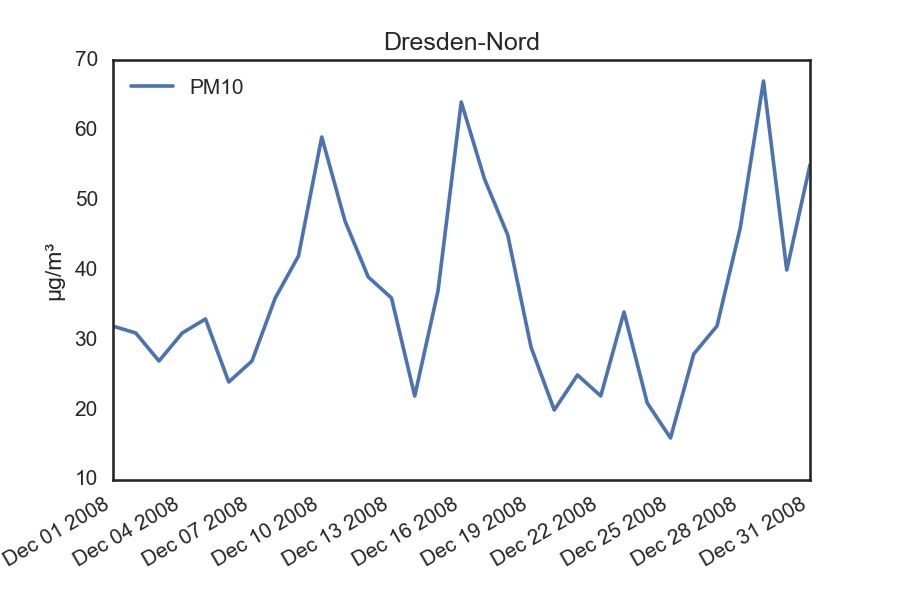 Dresden-Nord
70
PM10
60
50
40
µg/m³
30
20
10
Dec 01 2008
Dec 04 2008
Dec 07 2008
Dec 10 2008
Dec 13 2008
Dec 16 2008
Dec 19 2008
Dec 22 2008
Dec 25 2008
Dec 28 2008
Dec 31 2008